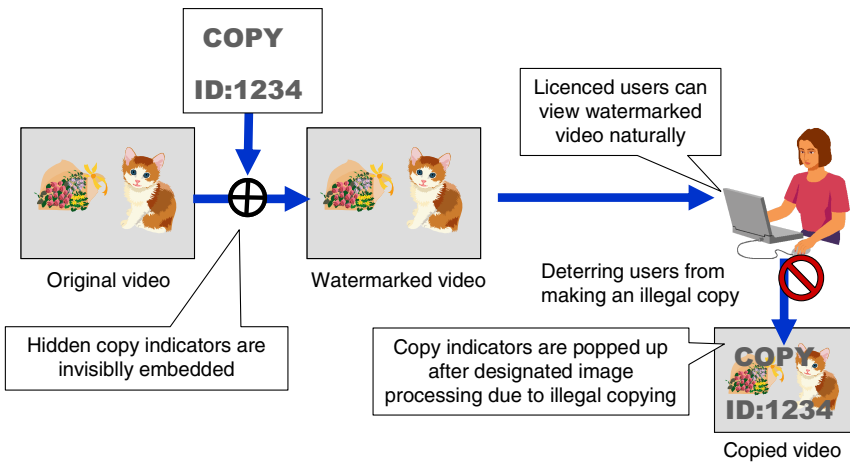 COPY
ID:1234
Licenced users can
view watermarked
video naturally
Original video
Watermarked video
Deterring users from
making an illegal copy
Hidden copy indicators are
invisiblly embedded
Copy indicators are popped up
after designated image
processing due to illegal copying
COPY
ID:1234
Copied video